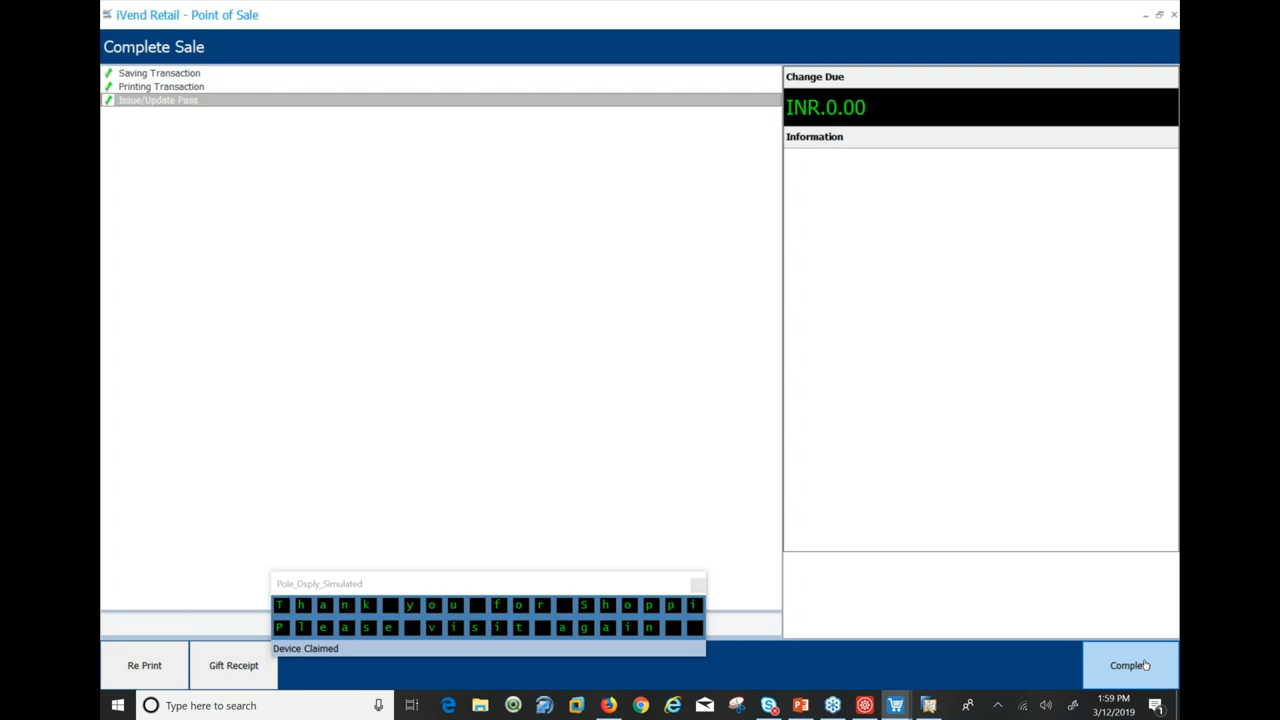 iVend Retail - Point of Sale
Complete Sale
Saving Transaction
Printing Transaction
Issue/Update Pass
Change Due
INR.0.00
Information
Pole_Dsply_Simulated
Thank you for Shoppi
Please visit again
Device Claimed
Re Print
Gift Receipt
Complete
Type here to search
1:59 PM
3/12/2019
1